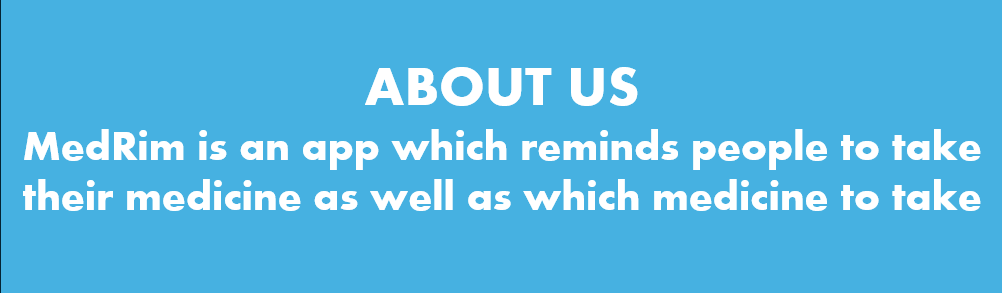 ABOUT US
MedRim is an app which reminds people to take
their medicine as well as which medicine to take